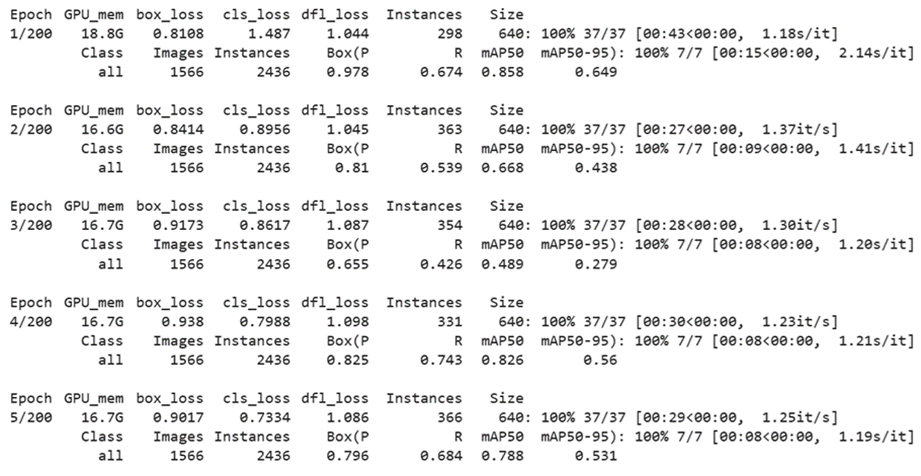 Epoch GPU_mem box_loss cls_loss dfl_loss Instances Size
1/200 18.8G 0.8108 1.487 1.044 298 640: 100% 37/37 [00:43<00:00, 1.18s/it]
Class Images Instances Box(P R mAP50 mAP50-95): 100% 7/7 [00:15<00:00, 2.14s/it]
all 1566 2436 0.978 0.674 0.858 0.649
Epoch GPU_mem box_loss cls_loss dfl_loss Instances Size
2/200 16.6G 0.8414 0.8956 1.045 363 640: 100% 37/37 [00:27<00:00, 1.37it/s]
Class Images Instances Box(P R mAP50 mAP50-95): 100% 7/7 [00:09<00:00, 1.41s/it]
all 1566 2436 0.81 0.539 0.668 0.438
Epoch GPU_mem box_loss cls_loss dfl_loss Instances Size
3/200 16.7G 0.9173 0.8617 1.087 354 640: 100% 37/37 [00:28<00:00, 1.30it/s]
Class Images Instances Box(P R mAP50 mAP50-95): 100% 7/7 [00:08<00:00, 1.20s/it]
all 1566 2436 0.655 0.426 0.489 0.279
Epoch GPU_mem box_loss cls_loss dfl_loss Instances Size
4/200 16.7G 0.938 0.7988 1.098 331 640: 100% 37/37 [00:30<00:00, 1.23it/s]
Class Images Instances Box(P R mAP50 mAP50-95): 100% 7/7 [00:08<00:00, 1.21s/it]
all 1566 2436 0.825 0.743 0.826 0.56
Epoch GPU_mem box_loss cls_loss dfl_loss Instances Size
5/200 16.7G 0.9017 0.7334 1.086 366 640: 100% 37/37 [00:29<00:00, 1.25it/s]
Class Images Instances Box(P R mAP50 mAP50-95): 100% 7/7 [00:08<00:00, 1.19s/it]
all 1566 2436 0.796 0.684 0.788 0.531